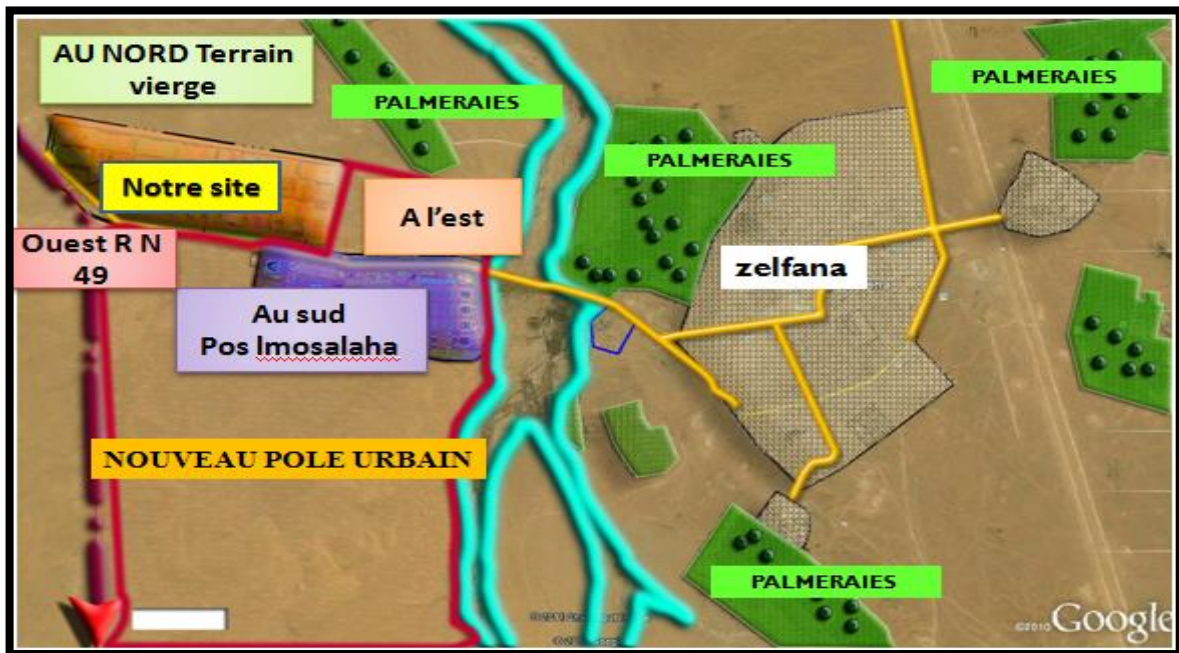 AU NORD Terrain
vierge
PALMERAIES
PALMERAIES
PALMERAIES
Notre site
A l’est
Ouest R N
49
zelfana
Au sud
Pos lmosalaha
NOUVEAU POLE URBAIN
PALMERAIES
©2010 Google